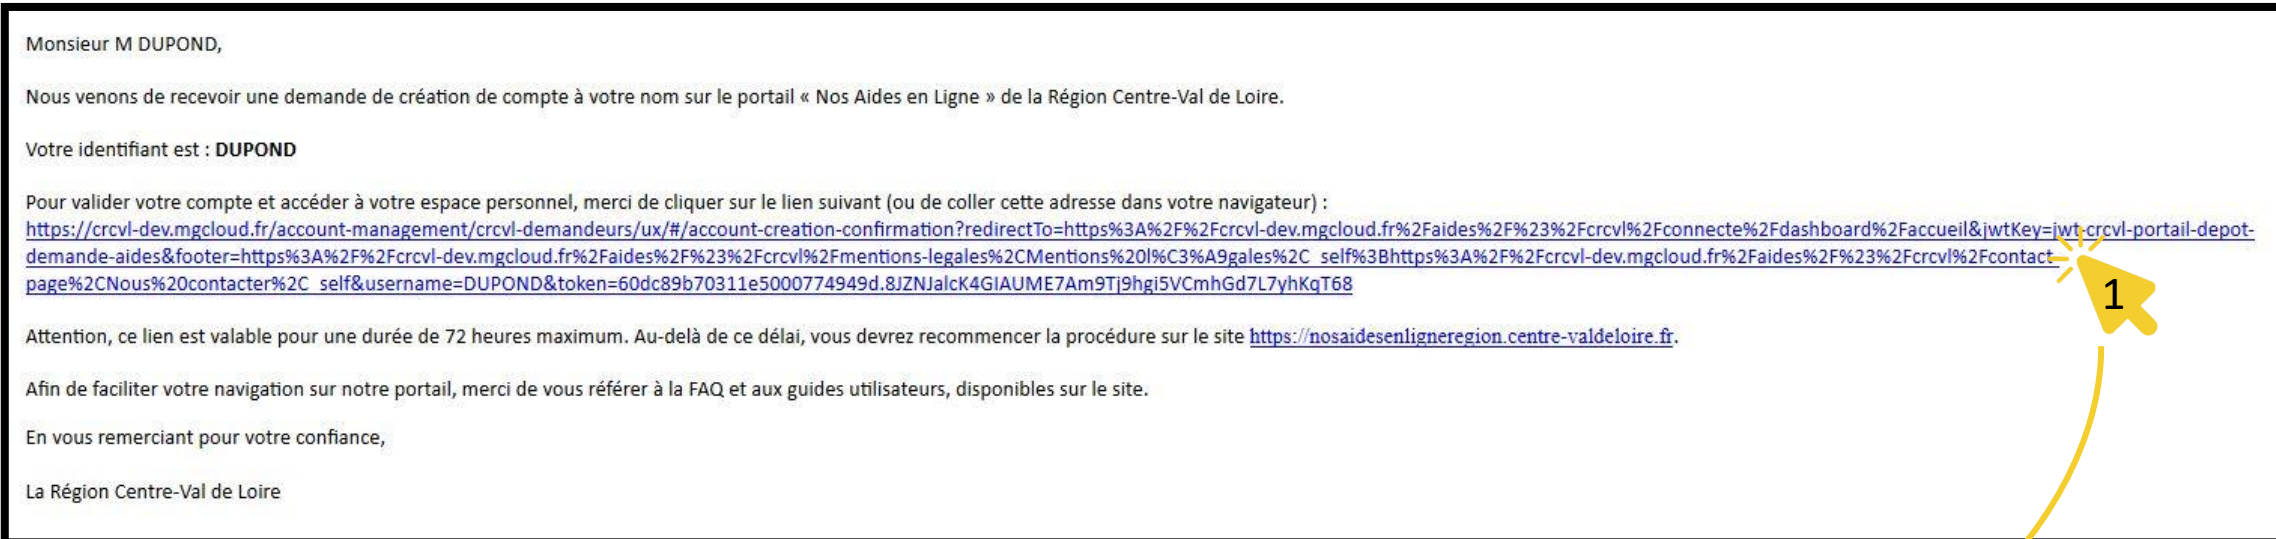 Monsieur M DUPOND,
Nous venons de recevoir une demande de création de compte à votre nom sur le portail « Nos Aides en Ligne » de la Région Centre-Val de Loire.
Votre identifiant est : DUPOND
Pour valider votre compte et accéder à votre espace personnel, merci de cliquer sur le lien suivant (ou de coller cette adresse dans votre navigateur) :
https://crcvl-dev.mgcloud.fr/account-management/crcvl-demandeurs/ux/#/account-creation-confirmation?redirectTo=https%3A%2F%2Fcrcvl-dev.mgcloud.fr%2Faides%2F%23%2Fcrcvl%2Fconnecte%2Fdashboard%2Faccueil&jwtKey=jwt-crcvl-portail-depot-
demande-aides&footer=https%3A%2F%2Fcrcvl-dev.mgcloud.fr%2Faides%2F%23%2Fcrcvl%2Fmentions-legales%2CMentions%20l%C3%A9gales%2C_self%3Bhttps%3A%2F%2Fcrcvl-dev.mgcloud.fr%2Faides%2F%23%2Fcrcvl%2Fcontact-
page%2CNous%20contacter%2C_self&username=DUPOND&token=60dc89b70311e5000774949d.8JZNJalcK4GIAUME7Am9Tj9hgi5VCmhGd7L7yhKqT68
1
Attention, ce lien est valable pour une durée de 72 heures maximum. Au-delà de ce délai, vous devrez recommencer la procédure sur le site https://nosaidesenligneregion.centre-valdeloire.fr.
Afin de faciliter votre navigation sur notre portail, merci de vous référer à la FAQ et aux guides utilisateurs, disponibles sur le site.
En vous remerciant pour votre confiance,
La Région Centre-Val de Loire